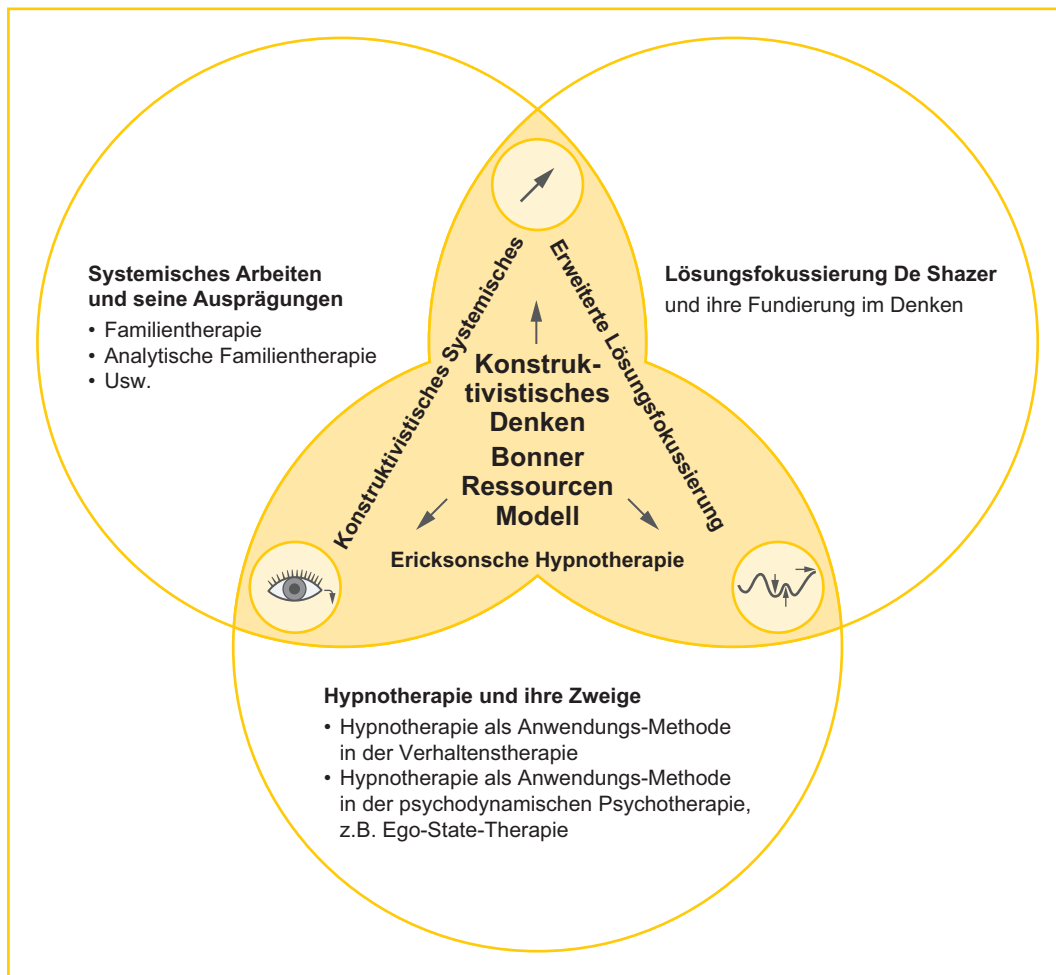 Systemisches Arbeiten
und seine Ausprägungen
• Familientherapie
• Analytische Familientherapie
• Usw.
Lösungsfokussierung De Shazer
und ihre Fundierung im Denken
Konstruktivistisches Systemisches
Erweiterte Lösungsfokussierung
Konstruk-
tivistisches
Denken
Bonner
Ressourcen
Modell
Ericksonsche Hypnotherapie
Hypnotherapie und ihre Zweige
• Hypnotherapie als Anwendungs-Methode
in der Verhaltenstherapie
• Hypnotherapie als Anwendungs-Methode
in der psychodynamischen Psychotherapie,
z.B. Ego-State-Therapie